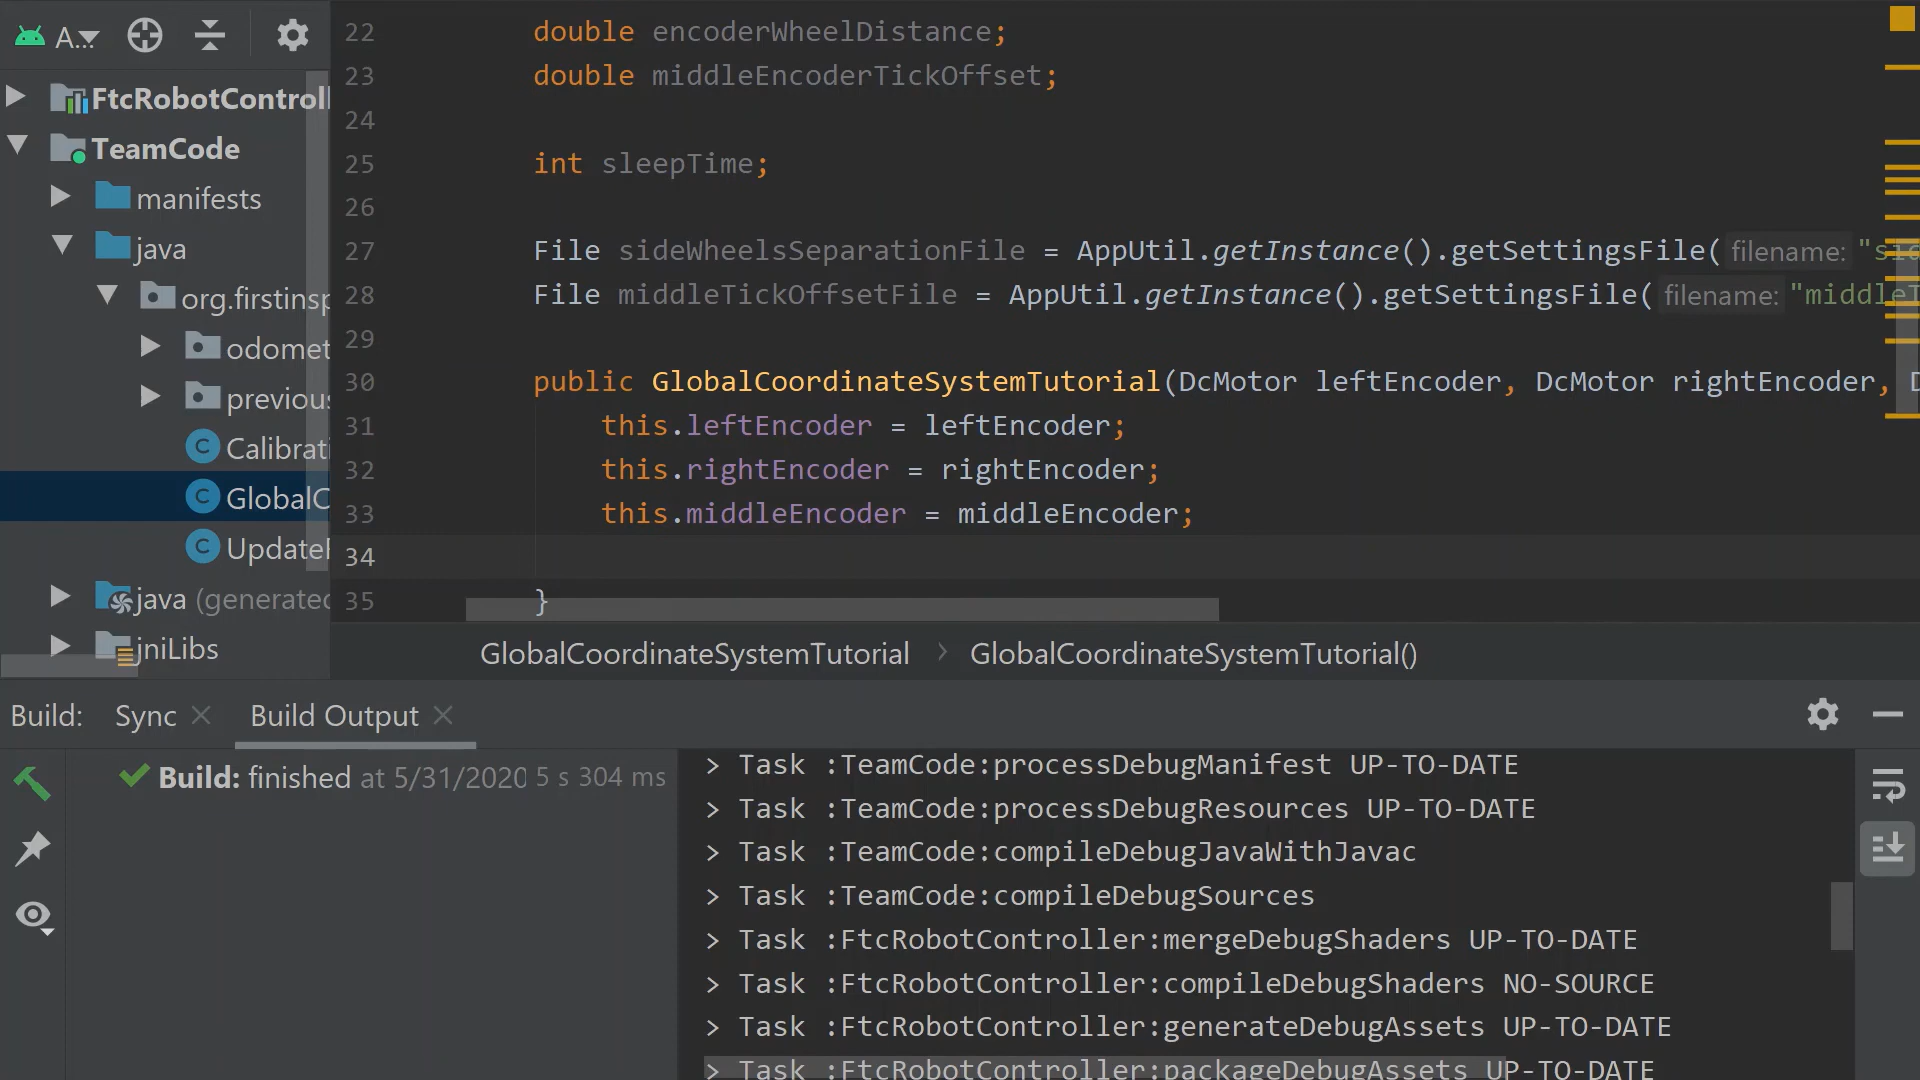 A...
FtcRobotControll
TeamCode
manifests
java
org.firstinsp
odomet
previous
Calibrati
GlobalC
Update
java (generated
jniLibs
22 double encoderWheelDistance;
23 double middleEncoderTickOffset;
24
25 int sleepTime;
26
27 File sideWheelsSeparationFile = AppUtil.getInstance().getSettingsFile( filename: "sid
28 File middleTickOffsetFile = AppUtil.getInstance().getSettingsFile( filename: "middleT
29
30 public GlobalCoordinateSystemTutorial(DcMotor leftEncoder, DcMotor rightEncoder, D
31 this.leftEncoder = leftEncoder;
32 this.rightEncoder = rightEncoder;
33 this.middleEncoder = middleEncoder;
34
35 }
GlobalCoordinateSystemTutorial > GlobalCoordinateSystemTutorial()
Build: Sync × Build Output ×
Build: finished at 5/31/2020 5 s 304 ms
> Task :TeamCode:processDebugManifest UP-TO-DATE
> Task :TeamCode:processDebugResources UP-TO-DATE
> Task :TeamCode:compileDebugJavaWithJavac
> Task :TeamCode:compileDebugSources
> Task :FtcRobotController:mergeDebugShaders UP-TO-DATE
> Task :FtcRobotController:compileDebugShaders NO-SOURCE
> Task :FtcRobotController:generateDebugAssets UP-TO-DATE
> Task :FtcRobotController:packageDebugAssets UP-TO-DATE